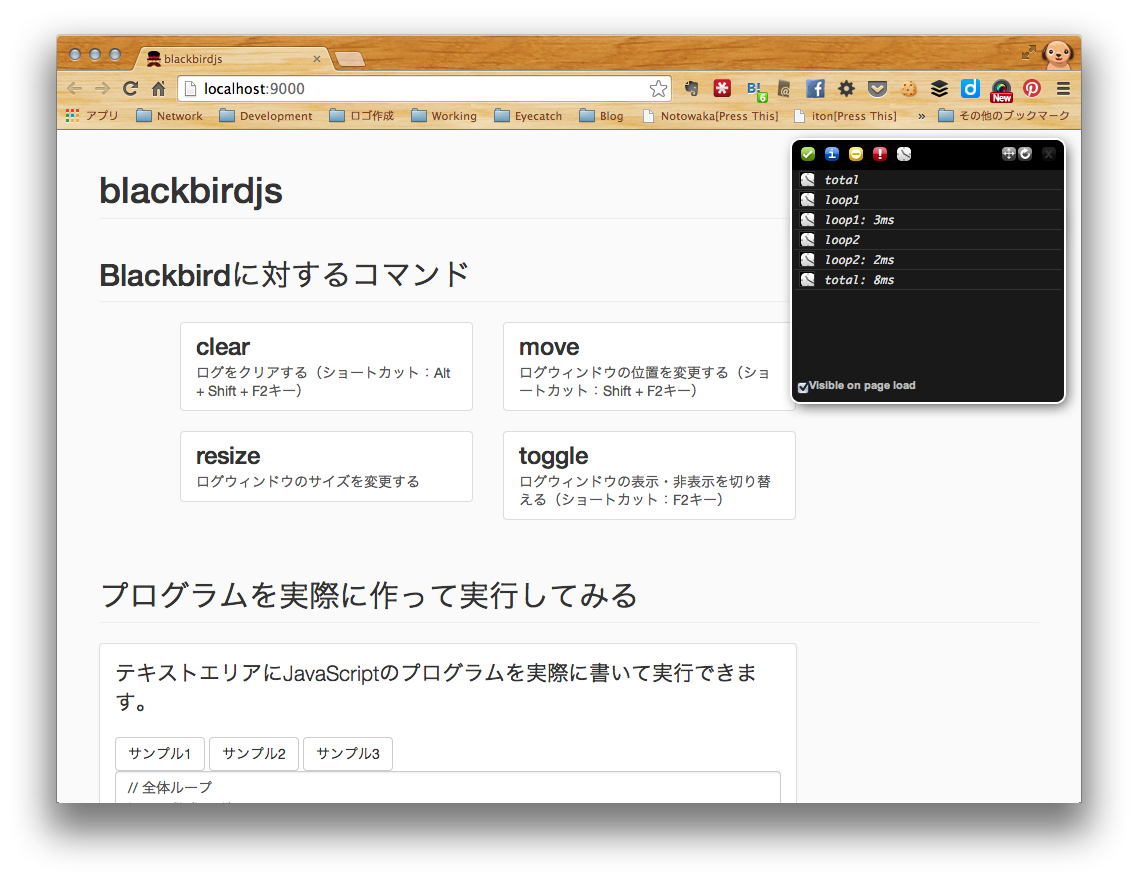 blackbirdjs
localhost:9000
B! 6
New
アプリ Network Development ロゴ作成 Working Eyecatch Blog Notowaka[Press This] iton[Press This] » その他のブックマーク
blackbirdjs
total
loop1
loop1: 3ms
loop2
loop2: 2ms
total: 8ms
Visible on page load
Blackbirdに対するコマンド
clear
ログをクリアする（ショートカット：Alt
+ Shift + F2キー）
move
ログウィンドウの位置を変更する（ショ
ートカット：Shift + F2キー）
resize
ログウィンドウのサイズを変更する
toggle
ログウィンドウの表示・非表示を切り替
える（ショートカット：F2キー）
プログラムを実際に作って実行してみる
テキストエリアにJavaScriptのプログラムを実際に書いて実行できま
す。
サンプル1 サンプル2 サンプル3
// 全体ループ